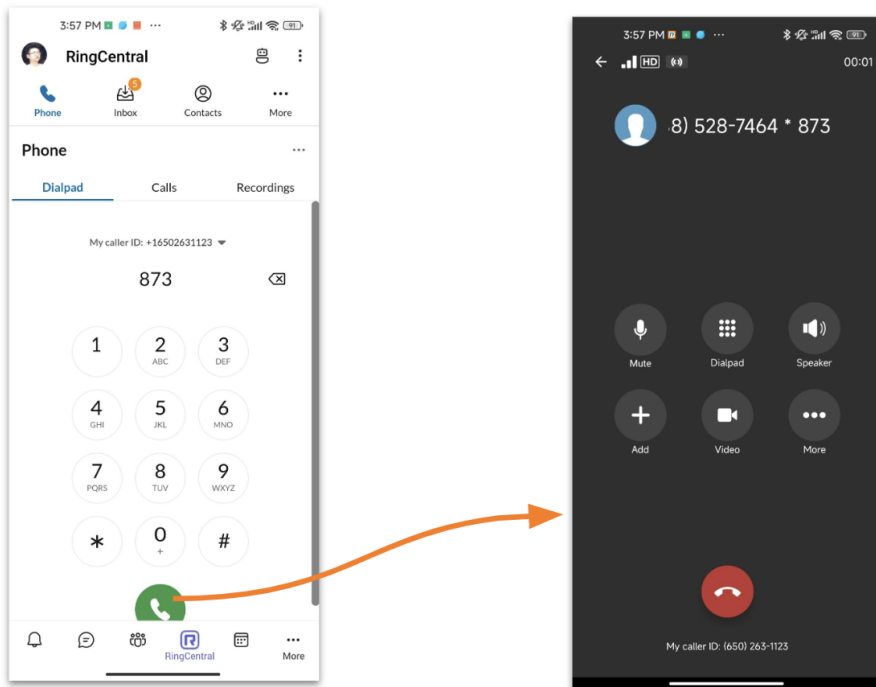 3:57 PM
91
RingCentral
5
Phone
Inbox
Contacts
More
Phone
Dialpad
Calls
Recordings
My caller ID: +16502631123
873
1
2
ABC
3
DEF
4
GHI
5
JKL
6
MNO
7
PQRS
8
TUV
9
WXYZ
*
0
+
#
RingCentral
More
3:57 PM
91
HD
00:01
8) 528-7464 * 873
Mute
Dialpad
Speaker
Add
Video
More
My caller ID: (650) 263-1123